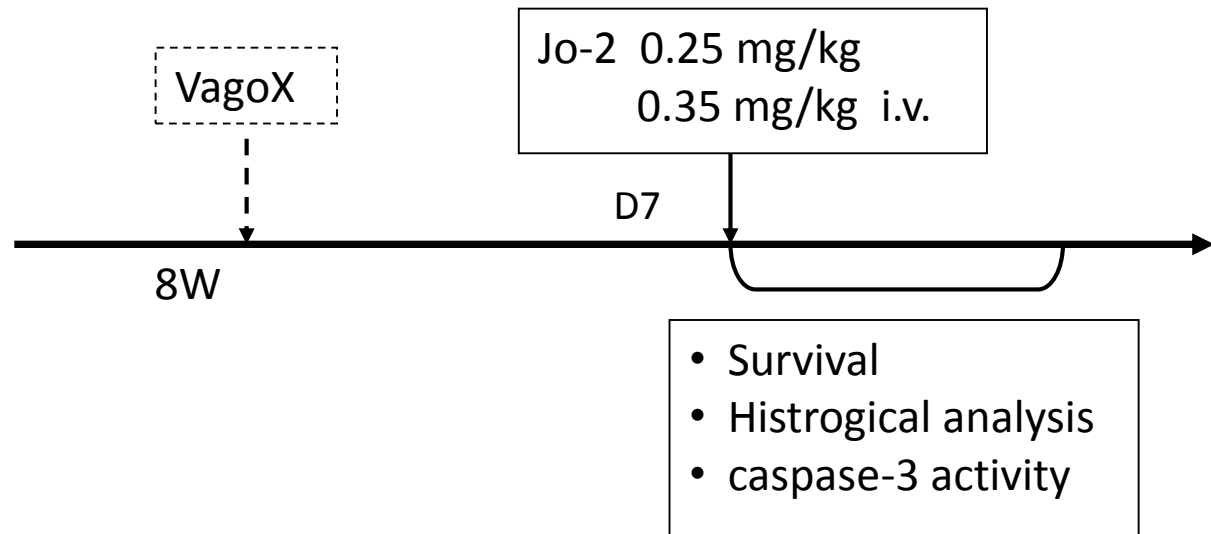 VagoX
Jo-2 0.25 mg/kg
0.35 mg/kg i.v.
D7
8W
• Survival
• Histrogical analysis
• caspase-3 activity